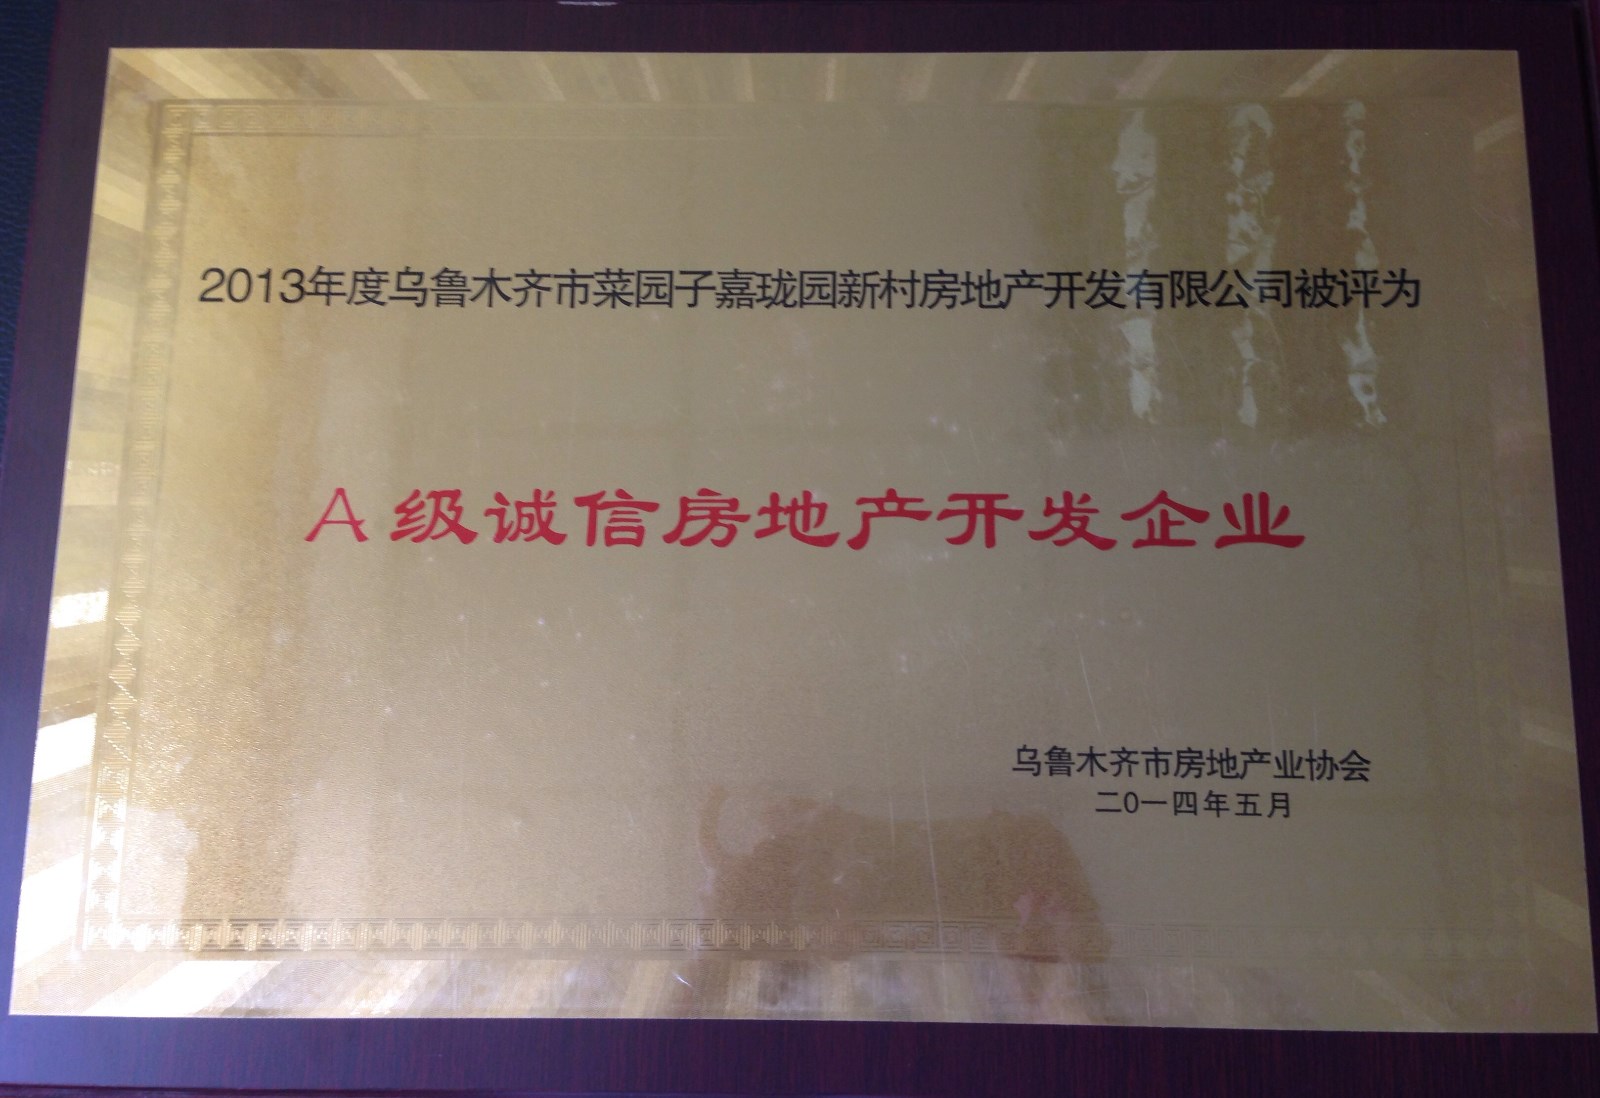 2013年度乌鲁木齐市菜园子嘉珑园新村房地产开发有限公司被评为
A级诚信房地产开发企业
乌鲁木齐市房地产业协会
二0一四年五月